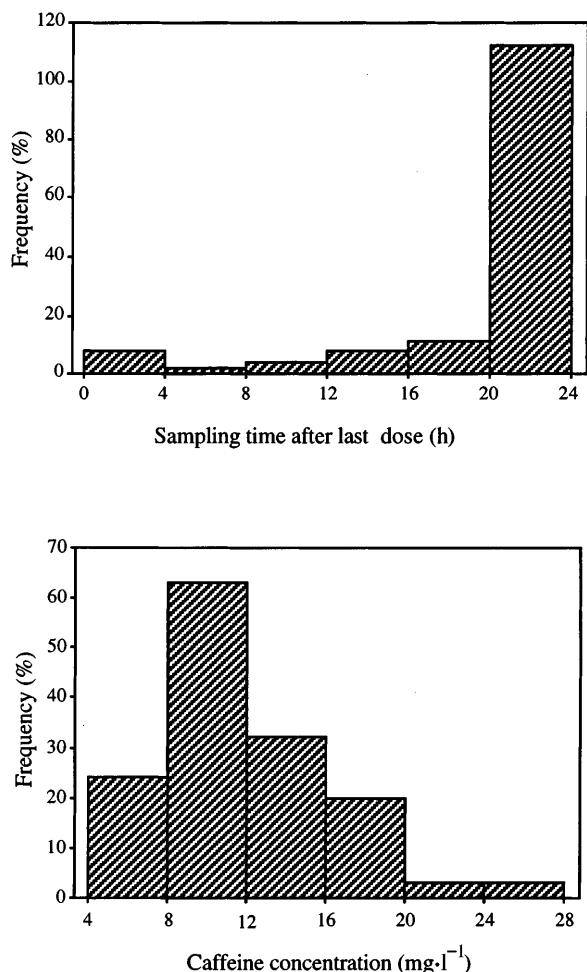 120
100
80
60
40
20
0
Frequency (%)
0 4 8 12 16 20 24
Sampling time after last dose (h)
70
60
50
40
30
20
10
0
Frequency (%)
4 8 12 16 20 24 28
Caffeine concentration (mg·l⁻¹)